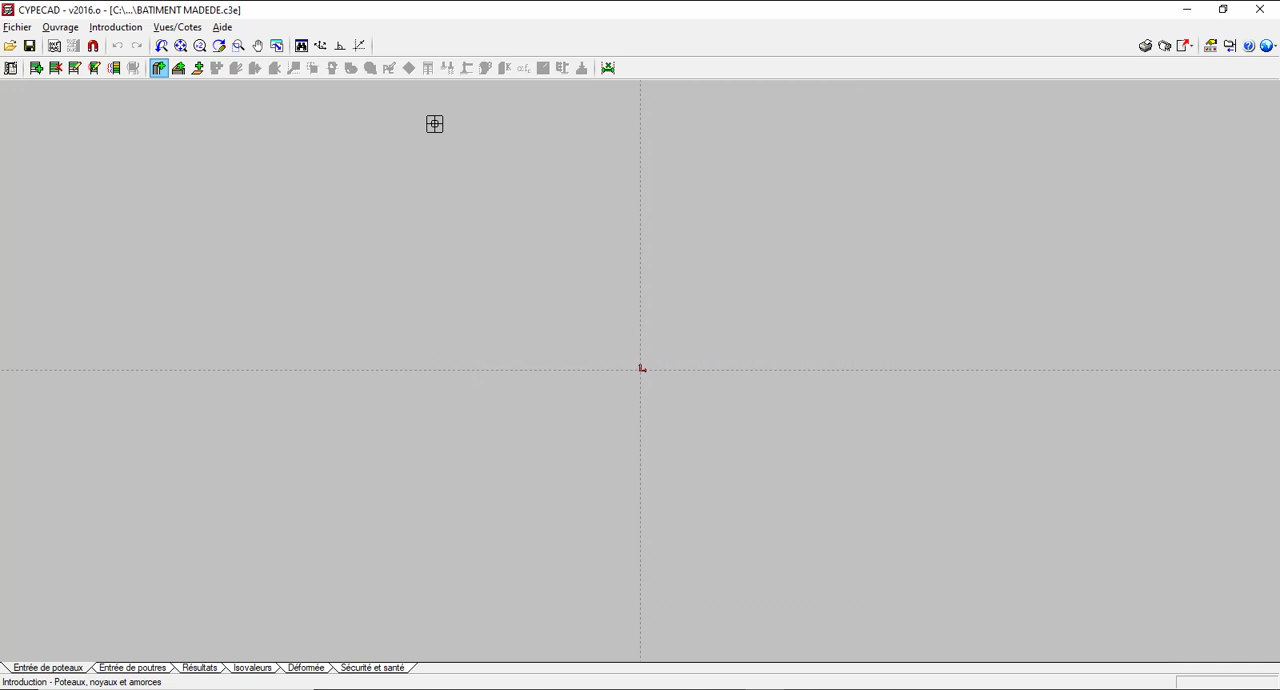 CYPECAD - v2016.o - [C:\...\BATIMENT MADEDE.c3e]
Fichier Ouvrage Introduction Vues/Cotes Aide
Entrée de poteaux Entrée de poutres Résultats Isovaleurs Déformée Sécurité et santé
Introduction - Poteaux, noyaux et amorces